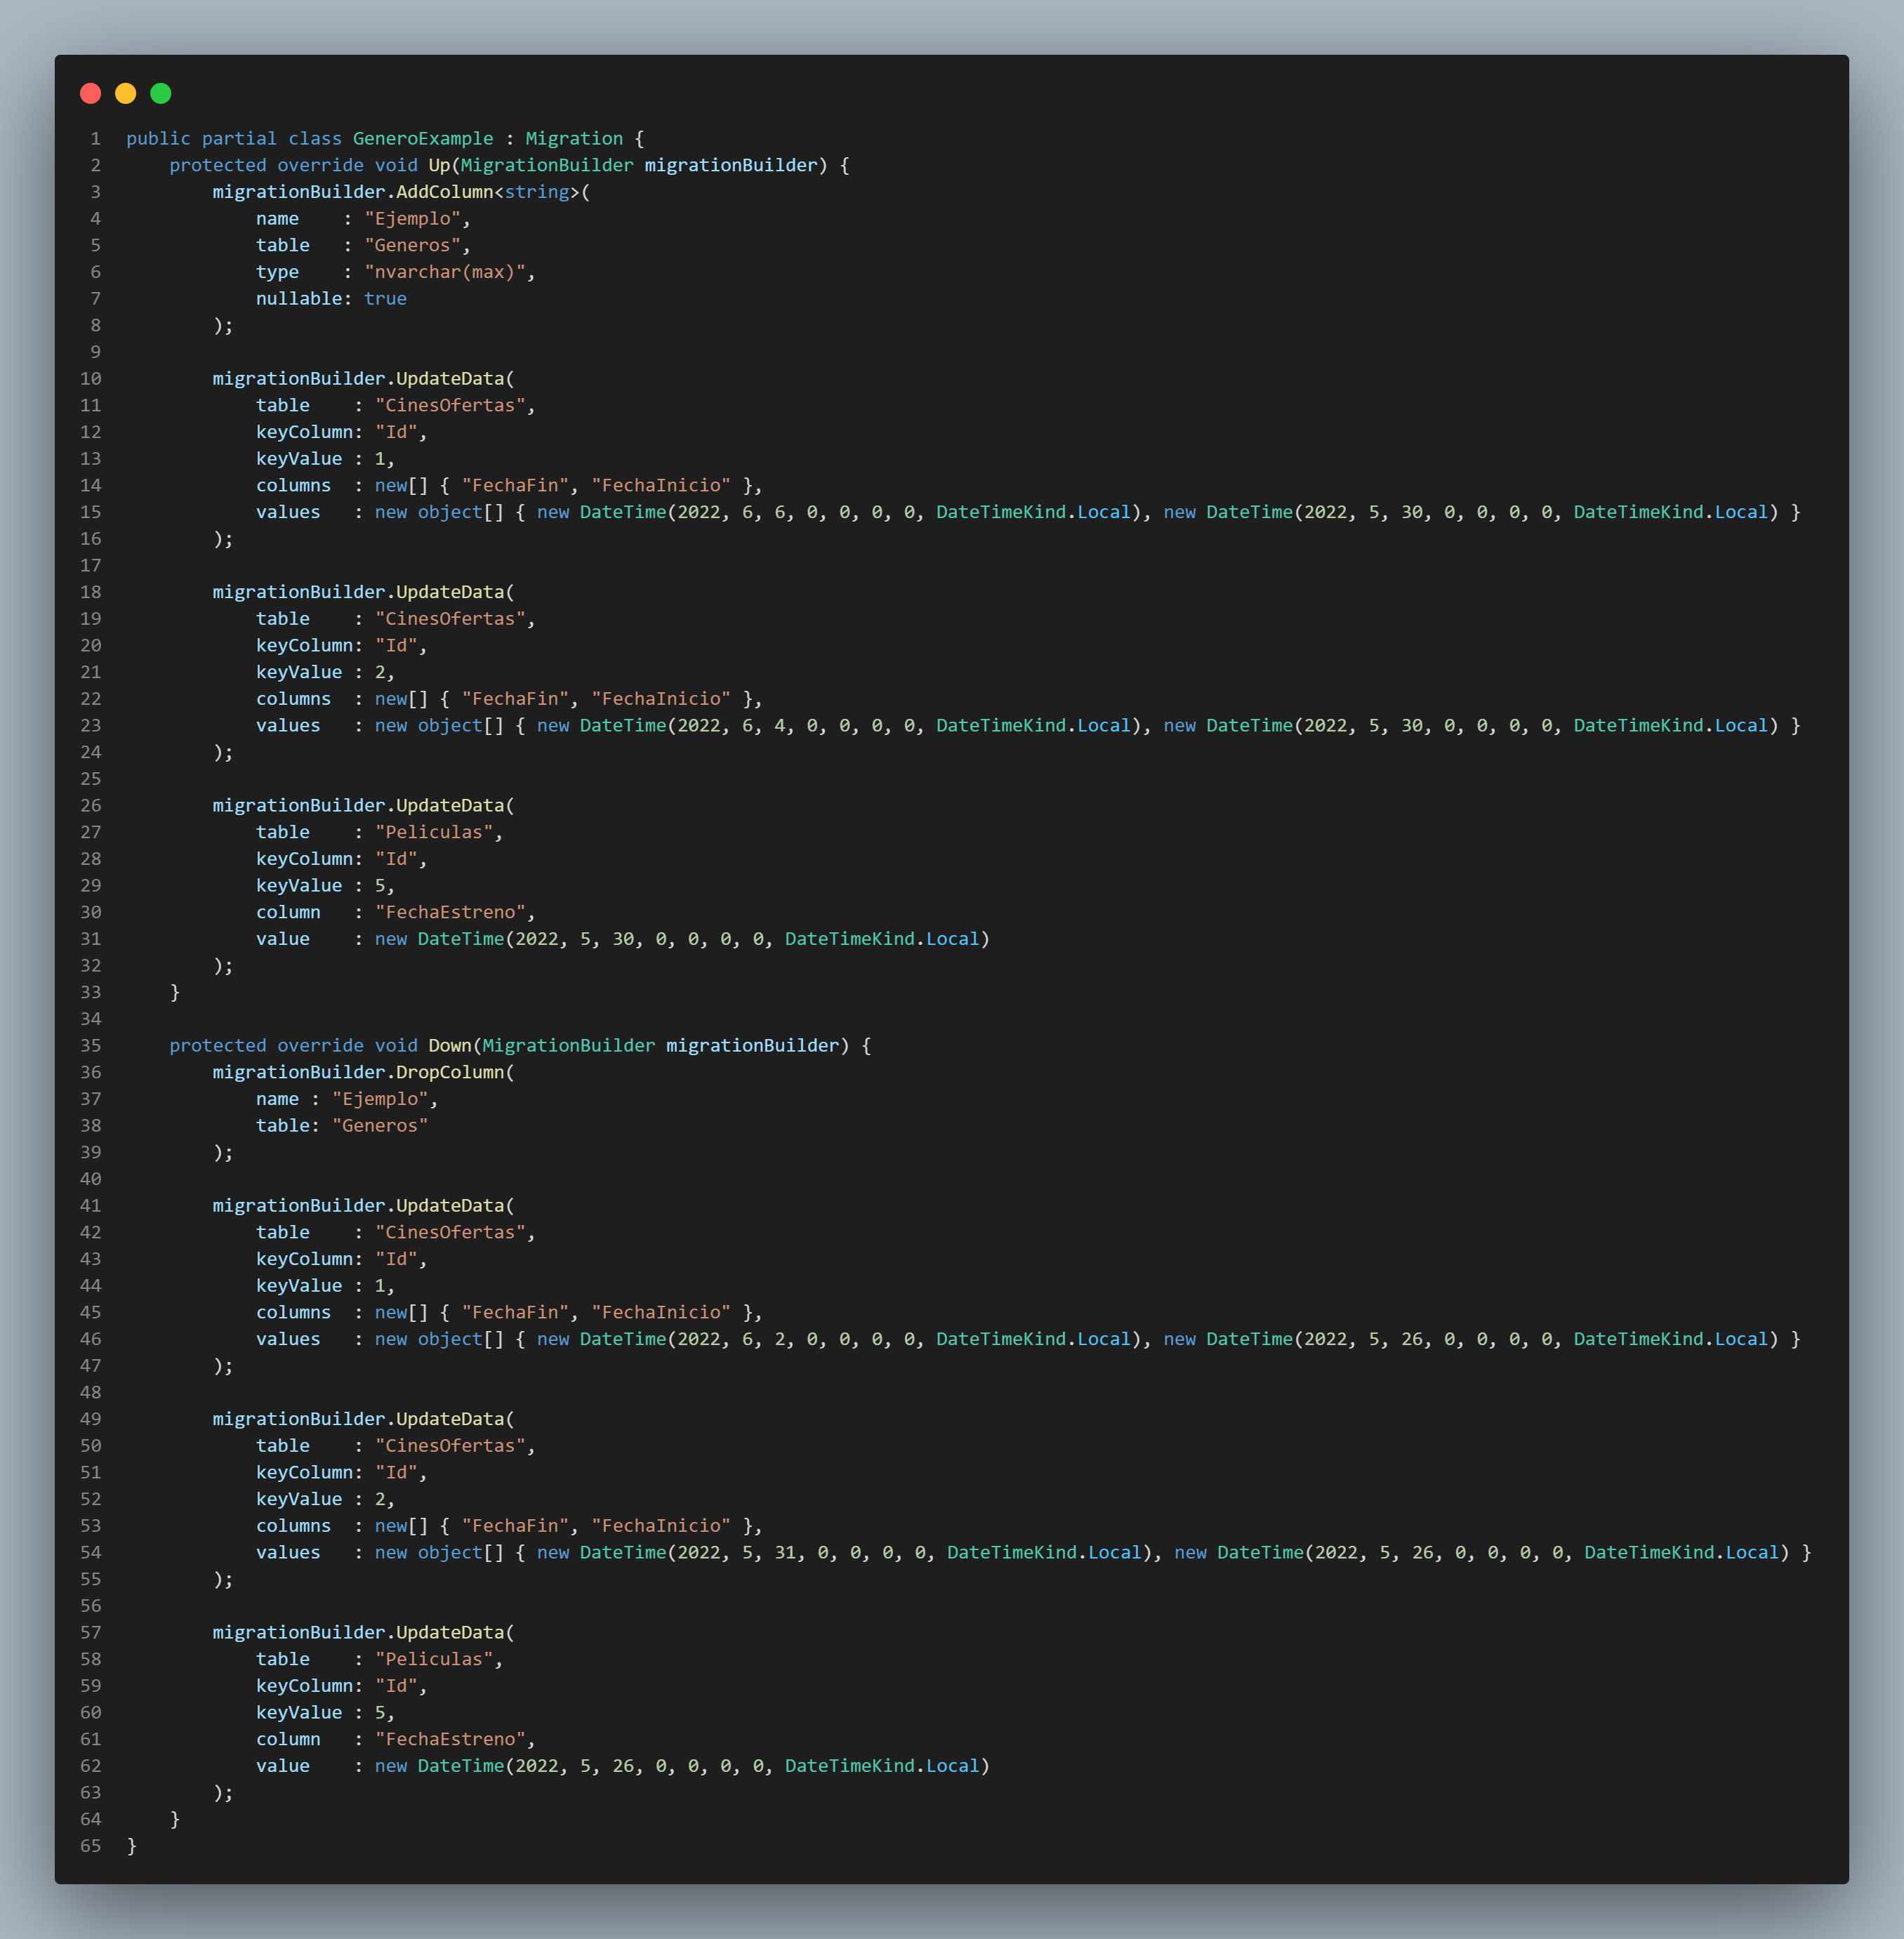 1 public partial class GeneroExample : Migration {
2     protected override void Up(MigrationBuilder migrationBuilder) {
3         migrationBuilder.AddColumn<string>(
4             name    : "Ejemplo",
5             table   : "Generos",
6             type    : "nvarchar(max)",
7             nullable: true
8         );
9
10         migrationBuilder.UpdateData(
11             table    : "CinesOfertas",
12             keyColumn: "Id",
13             keyValue : 1,
14             columns  : new[] { "FechaFin", "FechaInicio" },
15             values   : new object[] { new DateTime(2022, 6, 6, 0, 0, 0, 0, DateTimeKind.Local), new DateTime(2022, 5, 30, 0, 0, 0, 0, DateTimeKind.Local) }
16         );
17
18         migrationBuilder.UpdateData(
19             table    : "CinesOfertas",
20             keyColumn: "Id",
21             keyValue : 2,
22             columns  : new[] { "FechaFin", "FechaInicio" },
23             values   : new object[] { new DateTime(2022, 6, 4, 0, 0, 0, 0, DateTimeKind.Local), new DateTime(2022, 5, 30, 0, 0, 0, 0, DateTimeKind.Local) }
24         );
25
26         migrationBuilder.UpdateData(
27             table    : "Peliculas",
28             keyColumn: "Id",
29             keyValue : 5,
30             column   : "FechaEstreno",
31             value    : new DateTime(2022, 5, 30, 0, 0, 0, 0, DateTimeKind.Local)
32         );
33     }
34
35     protected override void Down(MigrationBuilder migrationBuilder) {
36         migrationBuilder.DropColumn(
37             name : "Ejemplo",
38             table: "Generos"
39         );
40
41         migrationBuilder.UpdateData(
42             table    : "CinesOfertas",
43             keyColumn: "Id",
44             keyValue : 1,
45             columns  : new[] { "FechaFin", "FechaInicio" },
46             values   : new object[] { new DateTime(2022, 6, 2, 0, 0, 0, 0, DateTimeKind.Local), new DateTime(2022, 5, 26, 0, 0, 0, 0, DateTimeKind.Local) }
47         );
48
49         migrationBuilder.UpdateData(
50             table    : "CinesOfertas",
51             keyColumn: "Id",
52             keyValue : 2,
53             columns  : new[] { "FechaFin", "FechaInicio" },
54             values   : new object[] { new DateTime(2022, 5, 31, 0, 0, 0, 0, DateTimeKind.Local), new DateTime(2022, 5, 26, 0, 0, 0, 0, DateTimeKind.Local) }
55         );
56
57         migrationBuilder.UpdateData(
58             table    : "Peliculas",
59             keyColumn: "Id",
60             keyValue : 5,
61             column   : "FechaEstreno",
62             value    : new DateTime(2022, 5, 26, 0, 0, 0, 0, DateTimeKind.Local)
63         );
64     }
65 }